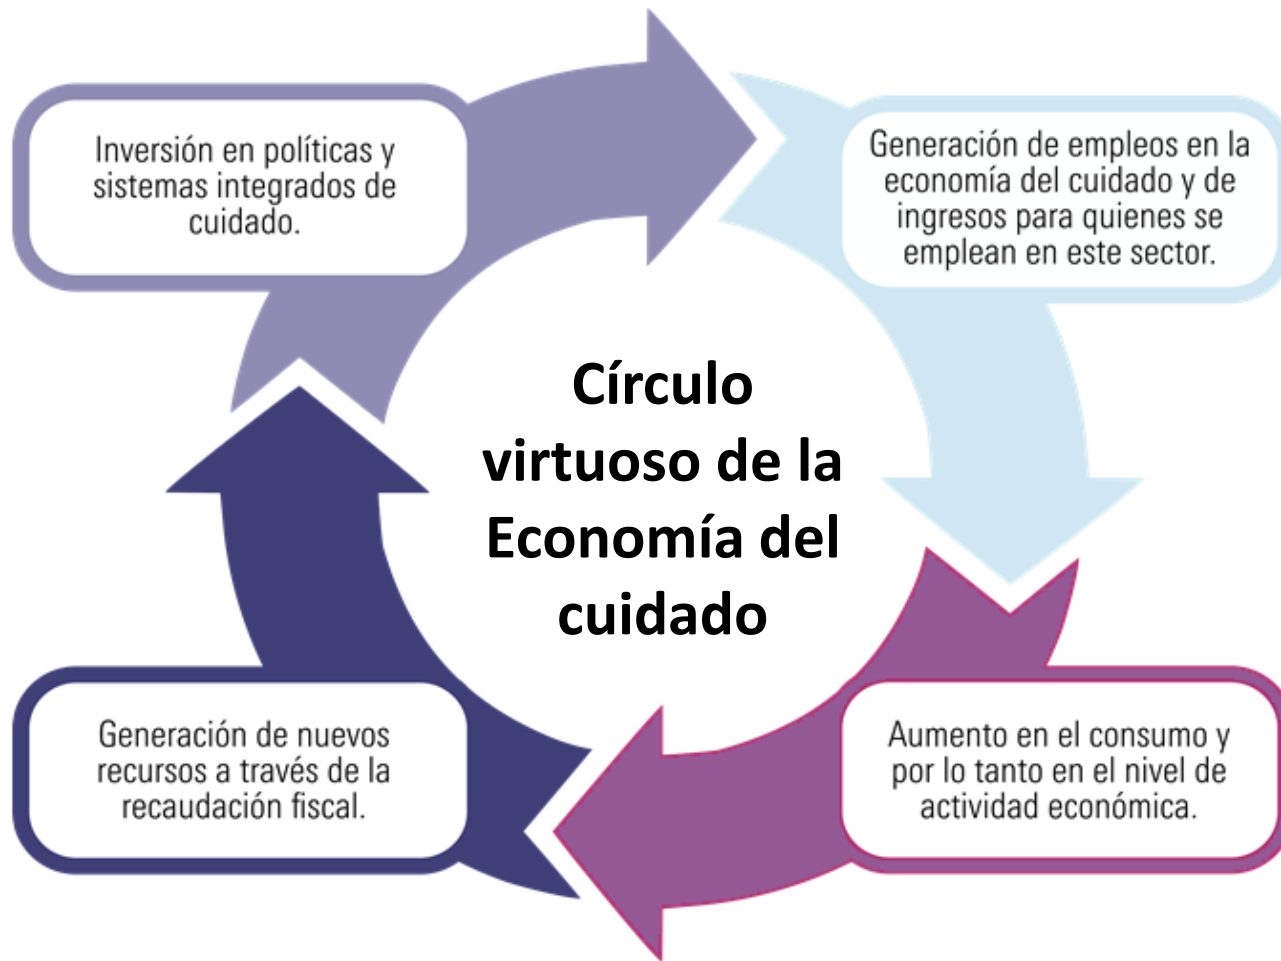 Inversión en políticas y
sistemas integrados de
cuidado.
Generación de empleos en la
economía del cuidado y de
ingresos para quienes se
emplean en este sector.
Círculo
virtuoso de la
Economía del
cuidado
Generación de nuevos
recursos a través de la
recaudación fiscal.
Aumento en el consumo y
por lo tanto en el nivel de
actividad económica.